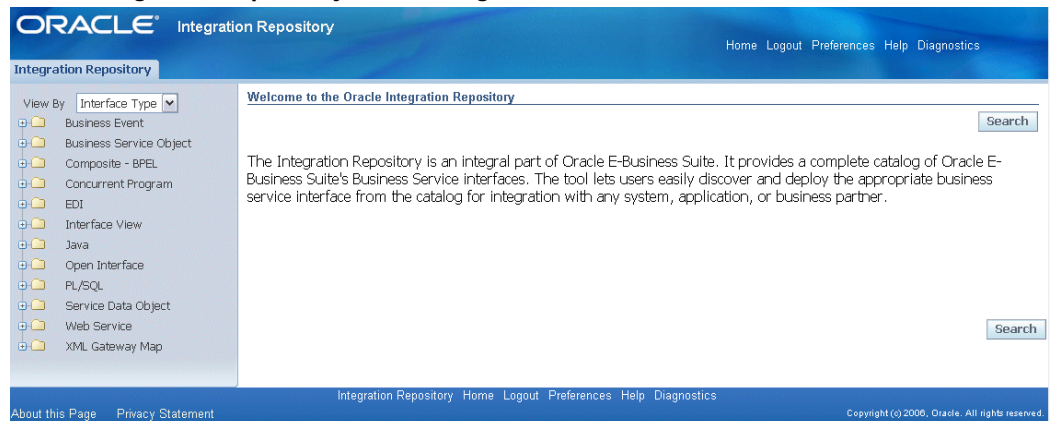 ORACLE® Integration Repository
Home Logout Preferences Help Diagnostics
Integration Repository
View By Interface Type
Business Event
Business Service Object
Composite - BPEL
Concurrent Program
EDI
Interface View
Java
Open Interface
PL/SQL
Service Data Object
Web Service
XML Gateway Map
Welcome to the Oracle Integration Repository
Search
The Integration Repository is an integral part of Oracle E-Business Suite. It provides a complete catalog of Oracle E-
Business Suite's Business Service interfaces. The tool lets users easily discover and deploy the appropriate business
service interface from the catalog for integration with any system, application, or business partner.
Search
Integration Repository Home Logout Preferences Help Diagnostics
About this Page Privacy Statement
Copyright (c) 2006, Oracle. All rights reserved.